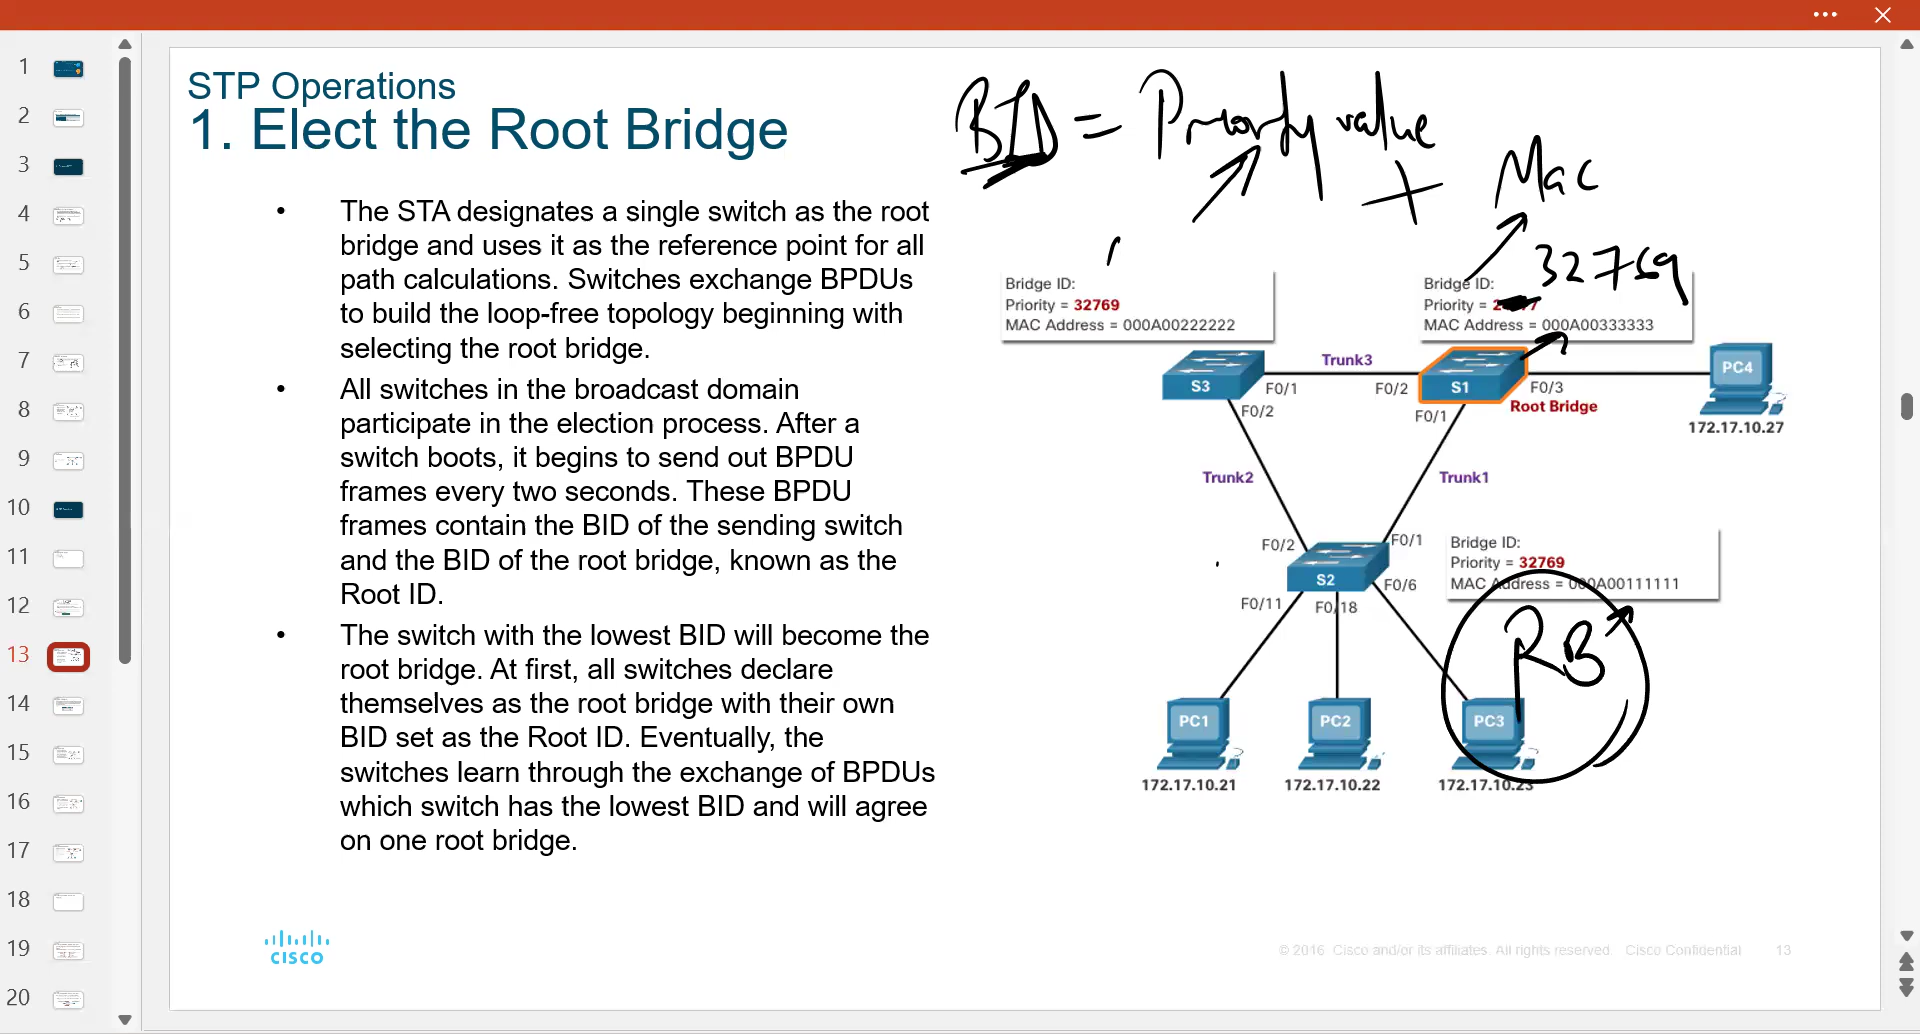 1
2
3
4
5
6
7
8
9
10
11
12
13
14
15
16
17
18
19
20
STP Operations
1. Elect the Root Bridge
• The STA designates a single switch as the root
bridge and uses it as the reference point for all
path calculations. Switches exchange BPDUs
to build the loop-free topology beginning with
selecting the root bridge.
• All switches in the broadcast domain
participate in the election process. After a
switch boots, it begins to send out BPDU
frames every two seconds. These BPDU
frames contain the BID of the sending switch
and the BID of the root bridge, known as the
Root ID.
• The switch with the lowest BID will become the
root bridge. At first, all switches declare
themselves as the root bridge with their own
BID set as the Root ID. Eventually, the
switches learn through the exchange of BPDUs
which switch has the lowest BID and will agree
on one root bridge.
BID = Priority value
+ Mac
32769
Bridge ID:
Priority = 32769
MAC Address = 000A00222222
Bridge ID:
Priority =
MAC Address = 000A00333333
S3
F0/1
Trunk3
F0/2
S1
F0/3
PC4
F0/2
F0/1
Root Bridge
172.17.10.27
Trunk2
Trunk1
F0/2
F0/1
S2
F0/6
F0/11
F0/18
Bridge ID:
Priority = 32769
MAC Address = 000A00111111
RB
PC1
PC2
PC3
172.17.10.21
172.17.10.22
172.17.10.23
CISCO
© 2016 Cisco and/or its affiliates. All rights reserved. Cisco Confidential
13